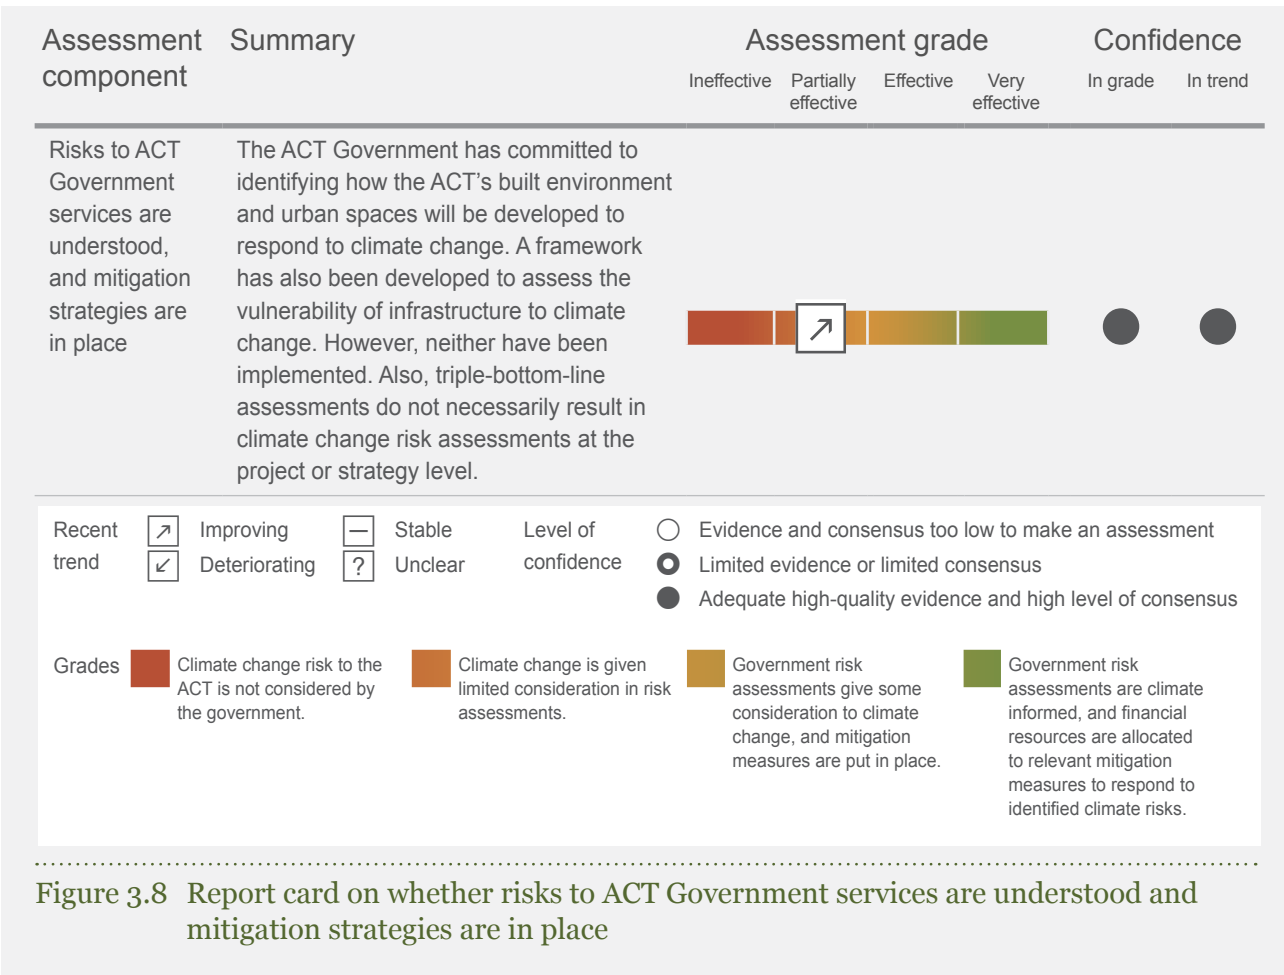 Assessment component
Summary
Assessment grade
Confidence
Ineffective
Partially effective
Effective
Very effective
In grade
In trend
Risks to ACT
Government
services are
understood,
and mitigation
strategies are
in place
The ACT Government has committed to
identifying how the ACT’s built environment
and urban spaces will be developed to
respond to climate change. A framework
has also been developed to assess the
vulnerability of infrastructure to climate
change. However, neither have been
implemented. Also, triple-bottom-line
assessments do not necessarily result in
climate change risk assessments at the
project or strategy level.
Recent
trend
Improving
Deteriorating
Stable
? Unclear
Level of
confidence
Evidence and consensus too low to make an assessment
Limited evidence or limited consensus
Adequate high-quality evidence and high level of consensus
Grades
Climate change risk to the
ACT is not considered by
the government.
Climate change is given
limited consideration in risk
assessments.
Government risk
assessments give some
consideration to climate
change, and mitigation
measures are put in place.
Government risk
assessments are climate
informed, and financial
resources are allocated
to relevant mitigation
measures to respond to
identified climate risks.
Figure 3.8 Report card on whether risks to ACT Government services are understood and
mitigation strategies are in place